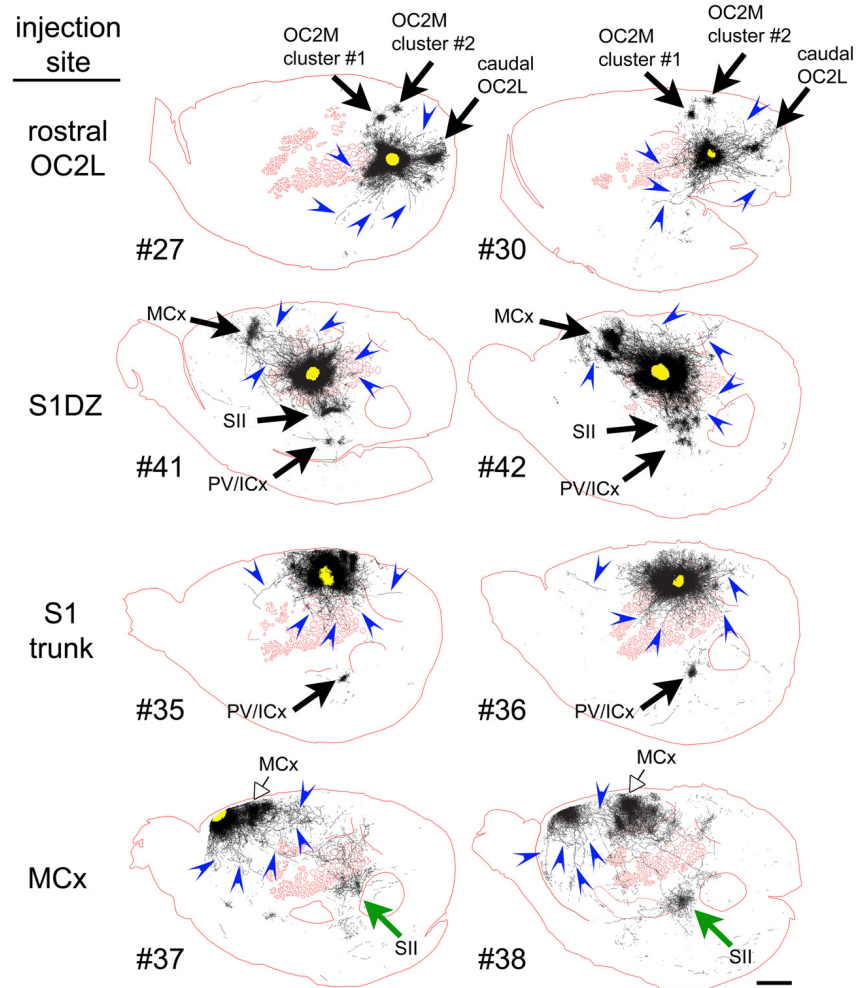 injection
site
OC2M
cluster #1
OC2M
cluster #2
caudal
OC2L
OC2M
cluster #1
OC2M
cluster #2
caudal
OC2L
rostral
OC2L
#27
#30
MCx
MCx
S1DZ
SII
SII
#41
PV/ICx
#42
PV/ICx
S1
trunk
#35
PV/ICx
#36
PV/ICx
MCx
MCx
MCx
#37
SII
#38
SII